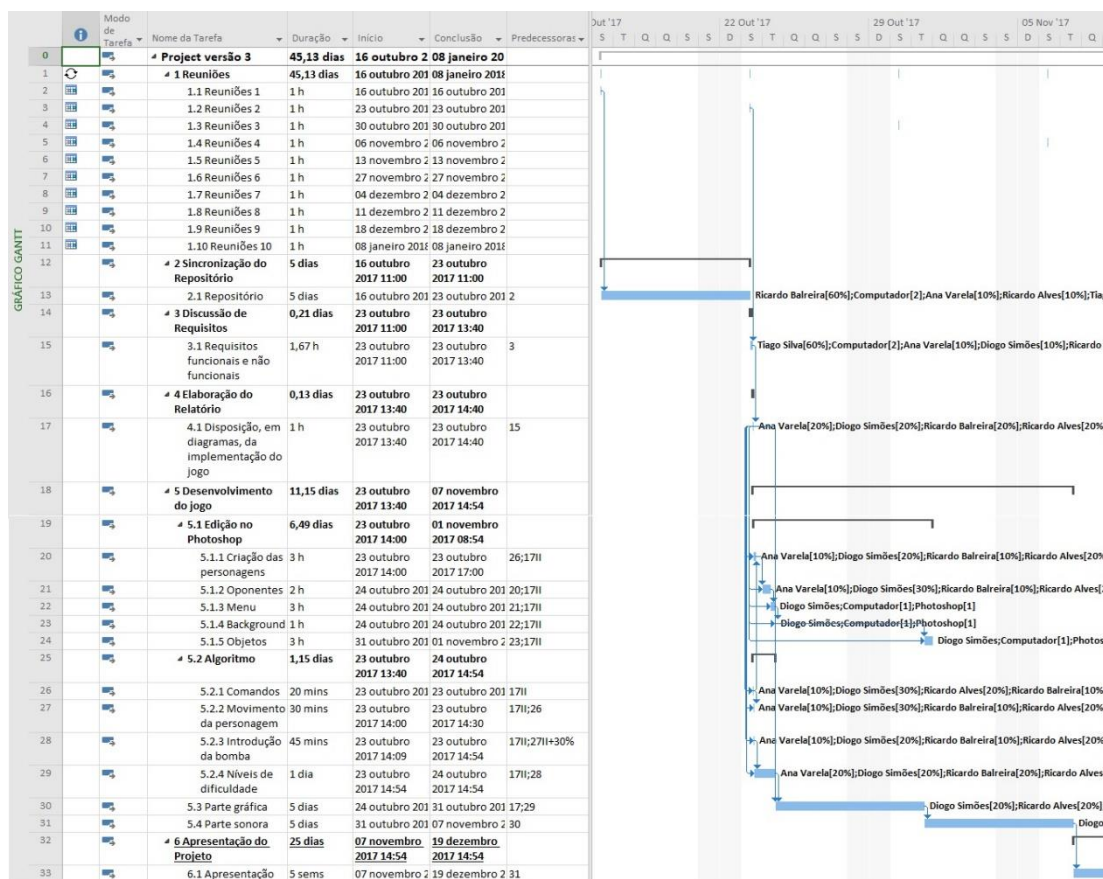 Out '17 22 Out '17 29 Out '17 05 Nov '17
Modo de Tarefa Nome da Tarefa Duração Início Conclusão Predecessoras S T Q Q S S D S T Q Q S S D S T Q Q S S D S T Q
0 Project versão 3 45,13 dias 16 outubro 2 08 janeiro 20
1 1 Reuniões 45,13 dias 16 outubro 201 08 janeiro 2018
2 1.1 Reuniões 1 1 h 16 outubro 201 16 outubro 201
3 1.2 Reuniões 2 1 h 23 outubro 201 23 outubro 201
4 1.3 Reuniões 3 1 h 30 outubro 201 30 outubro 201
5 1.4 Reuniões 4 1 h 06 novembro 2 06 novembro 2
6 1.5 Reuniões 5 1 h 13 novembro 2 13 novembro 2
7 1.6 Reuniões 6 1 h 27 novembro 2 27 novembro 2
8 1.7 Reuniões 7 1 h 04 dezembro 2 04 dezembro 2
9 1.8 Reuniões 8 1 h 11 dezembro 2 11 dezembro 2
10 1.9 Reuniões 9 1 h 18 dezembro 2 18 dezembro 2
11 1.10 Reuniões 10 1 h 08 janeiro 2018 08 janeiro 2018
GRÁFICO GANTT
12 2 Sincronização do 5 dias 16 outubro 23 outubro
Repositório 2017 11:00 2017 11:00
13 2.1 Repositório 5 dias 16 outubro 201 23 outubro 201 2 Ricardo Balreira[60%];Computador[2];Ana Varela[10%];Ricardo Alves[10%];Tia
14 3 Discussão de 0,21 dias 23 outubro 23 outubro
Requisitos 2017 11:00 2017 13:40
15 3.1 Requisitos 1,67 h 23 outubro 23 outubro 3 Tiago Silva[60%];Computador[2];Ana Varela[10%];Diogo Simões[10%];Ricardo
funcionais e não 2017 11:00 2017 13:40
funcionais
16 4 Elaboração do 0,13 dias 23 outubro 23 outubro
Relatório 2017 13:40 2017 14:40
17 4.1 Disposição, em 1 h 23 outubro 23 outubro 15 Ana Varela[20%];Diogo Simões[20%];Ricardo Balreira[20%];Ricardo Alves[20%
diagramas, da 2017 13:40 2017 14:40
implementação do
jogo
18 5 Desenvolvimento 11,15 dias 23 outubro 07 novembro
do jogo 2017 13:40 2017 14:54
19 5.1 Edição no 6,49 dias 23 outubro 01 novembro
Photoshop 2017 14:00 2017 08:54
20 5.1.1 Criação das 3 h 23 outubro 23 outubro 26;17II Ana Varela[10%];Diogo Simões[20%];Ricardo Balreira[10%];Ricardo Alves[20%
personagens 2017 14:00 2017 17:00
21 5.1.2 Oponentes 2 h 24 outubro 201 24 outubro 201 20;17II Ana Varela[10%];Diogo Simões[30%];Ricardo Balreira[10%];Ricardo Alves[
22 5.1.3 Menu 3 h 24 outubro 201 24 outubro 201 21;17II Diogo Simões;Computador[1];Photoshop[1]
23 5.1.4 Background 1 h 24 outubro 201 24 outubro 201 22;17II Diogo Simões;Computador[1];Photoshop[1]
24 5.1.5 Objetos 3 h 31 outubro 201 01 novembro 2 23;17II Diogo Simões;Computador[1];Photos
25 5.2 Algoritmo 1,15 dias 23 outubro 24 outubro
2017 13:40 2017 14:54
26 5.2.1 Comandos 20 mins 23 outubro 201 23 outubro 201 17II Ana Varela[10%];Diogo Simões[30%];Ricardo Alves[20%];Ricardo Balreira[10%
27 5.2.2 Movimento 30 mins 23 outubro 23 outubro 17II;26 Ana Varela[10%];Diogo Simões[30%];Ricardo Balreira[10%];Ricardo Alves[20%
da personagem 2017 14:00 2017 14:30
28 5.2.3 Introdução 45 mins 23 outubro 23 outubro 17II;27II+30% Ana Varela[10%];Diogo Simões[20%];Ricardo Balreira[10%];Ricardo Alves[20%
da bomba 2017 14:09 2017 14:54
29 5.2.4 Níveis de 1 dia 23 outubro 24 outubro 17II;28 Ana Varela[20%];Diogo Simões[20%];Ricardo Balreira[20%];Ricardo Alves
dificuldade 2017 14:54 2017 14:54
30 5.3 Parte gráfica 5 dias 24 outubro 201 31 outubro 201 17;29 Diogo Simões[20%];Ricardo Alves[20%]
31 5.4 Parte sonora 5 dias 31 outubro 201 07 novembro 2 30 Diogo
32 6 Apresentação do 25 dias 07 novembro 19 dezembro
Projeto 2017 14:54 2017 14:54
33 6.1 Apresentação 5 sems 07 novembro 2 19 dezembro 2 31